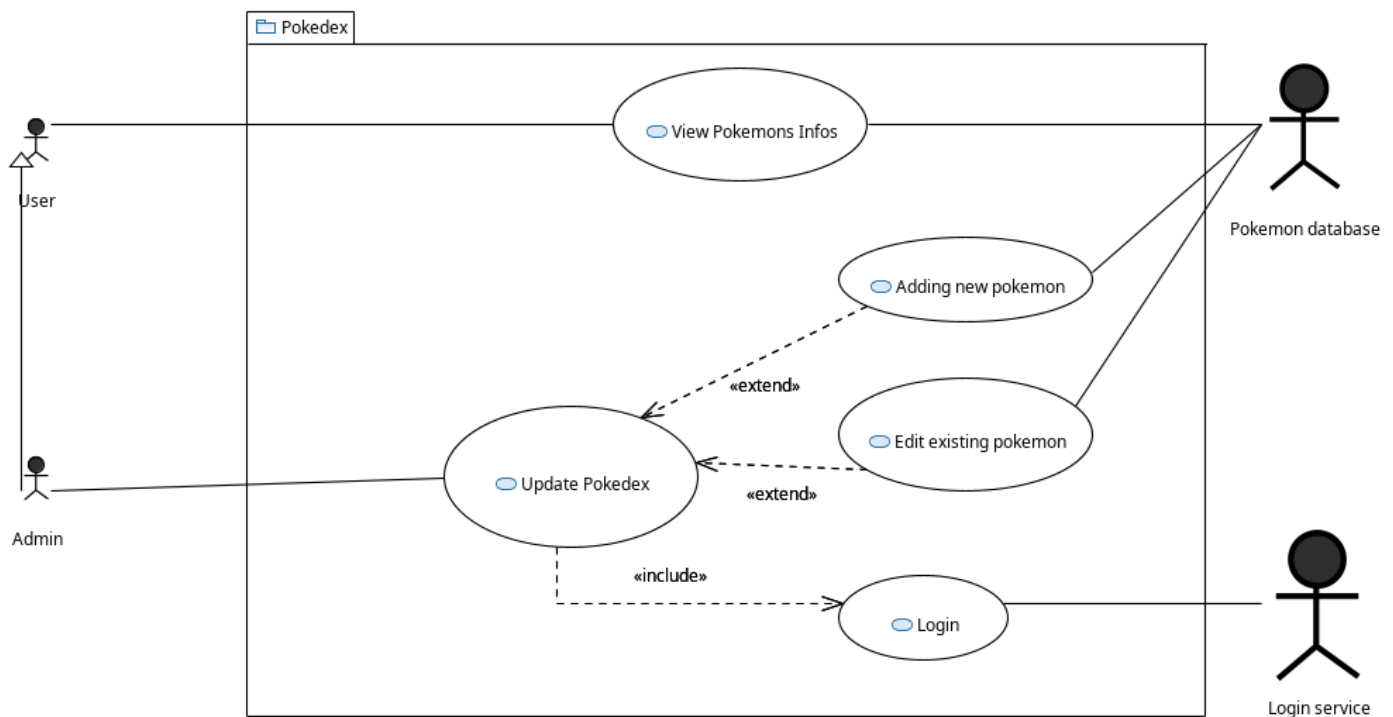 Pokedex
View Pokemons Infos
User
Pokemon database
Adding new pokemon
«extend»
Edit existing pokemon
Update Pokedex
«extend»
Admin
«include»
Login
Login service